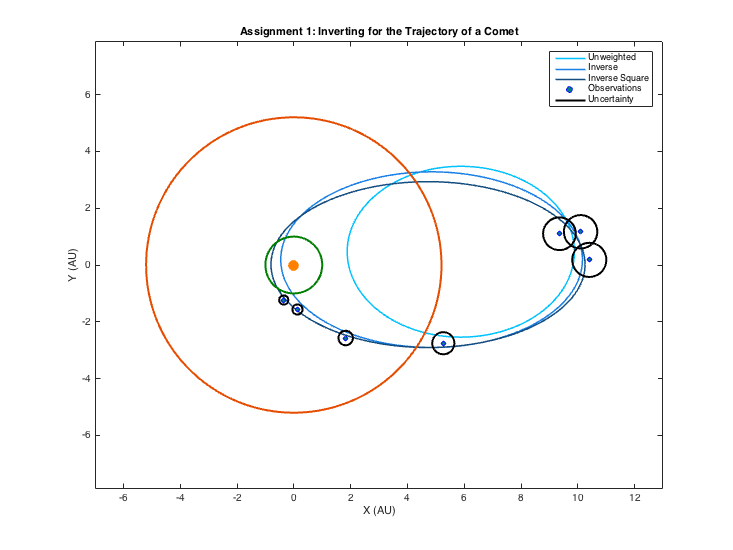 Assignment 1: Inverting for the Trajectory of a Comet
Unweighted
Inverse
Inverse Square
Observations
Uncertainty
Y (AU)
6
4
2
0
-2
-4
-6
-6
-4
-2
0
2
4
6
8
10
12
X (AU)